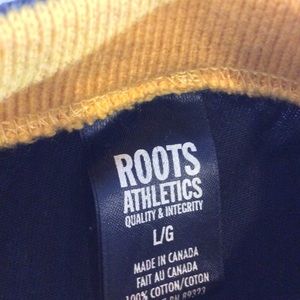 ROOTS
ATHLETICS
QUALITY & INTEGRITY
L/G
MADE IN CANADA
FAIT AU CANADA
100% COTTON/COTON